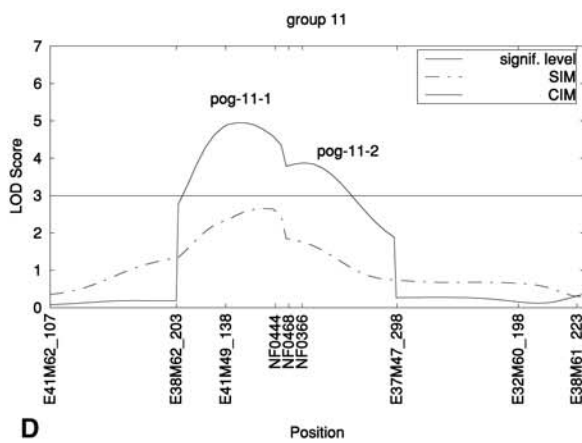 group 11
7
6
5
4
3
2
1
0
LOD Score
signif. level
SIM
CIM
pog-11-1
pog-11-2
E41M62_107
E38M62_203
E41M49_138
NF0444
NF0468
NF0366
E37M47_298
E32M60_198
E38M61_223
D
Position